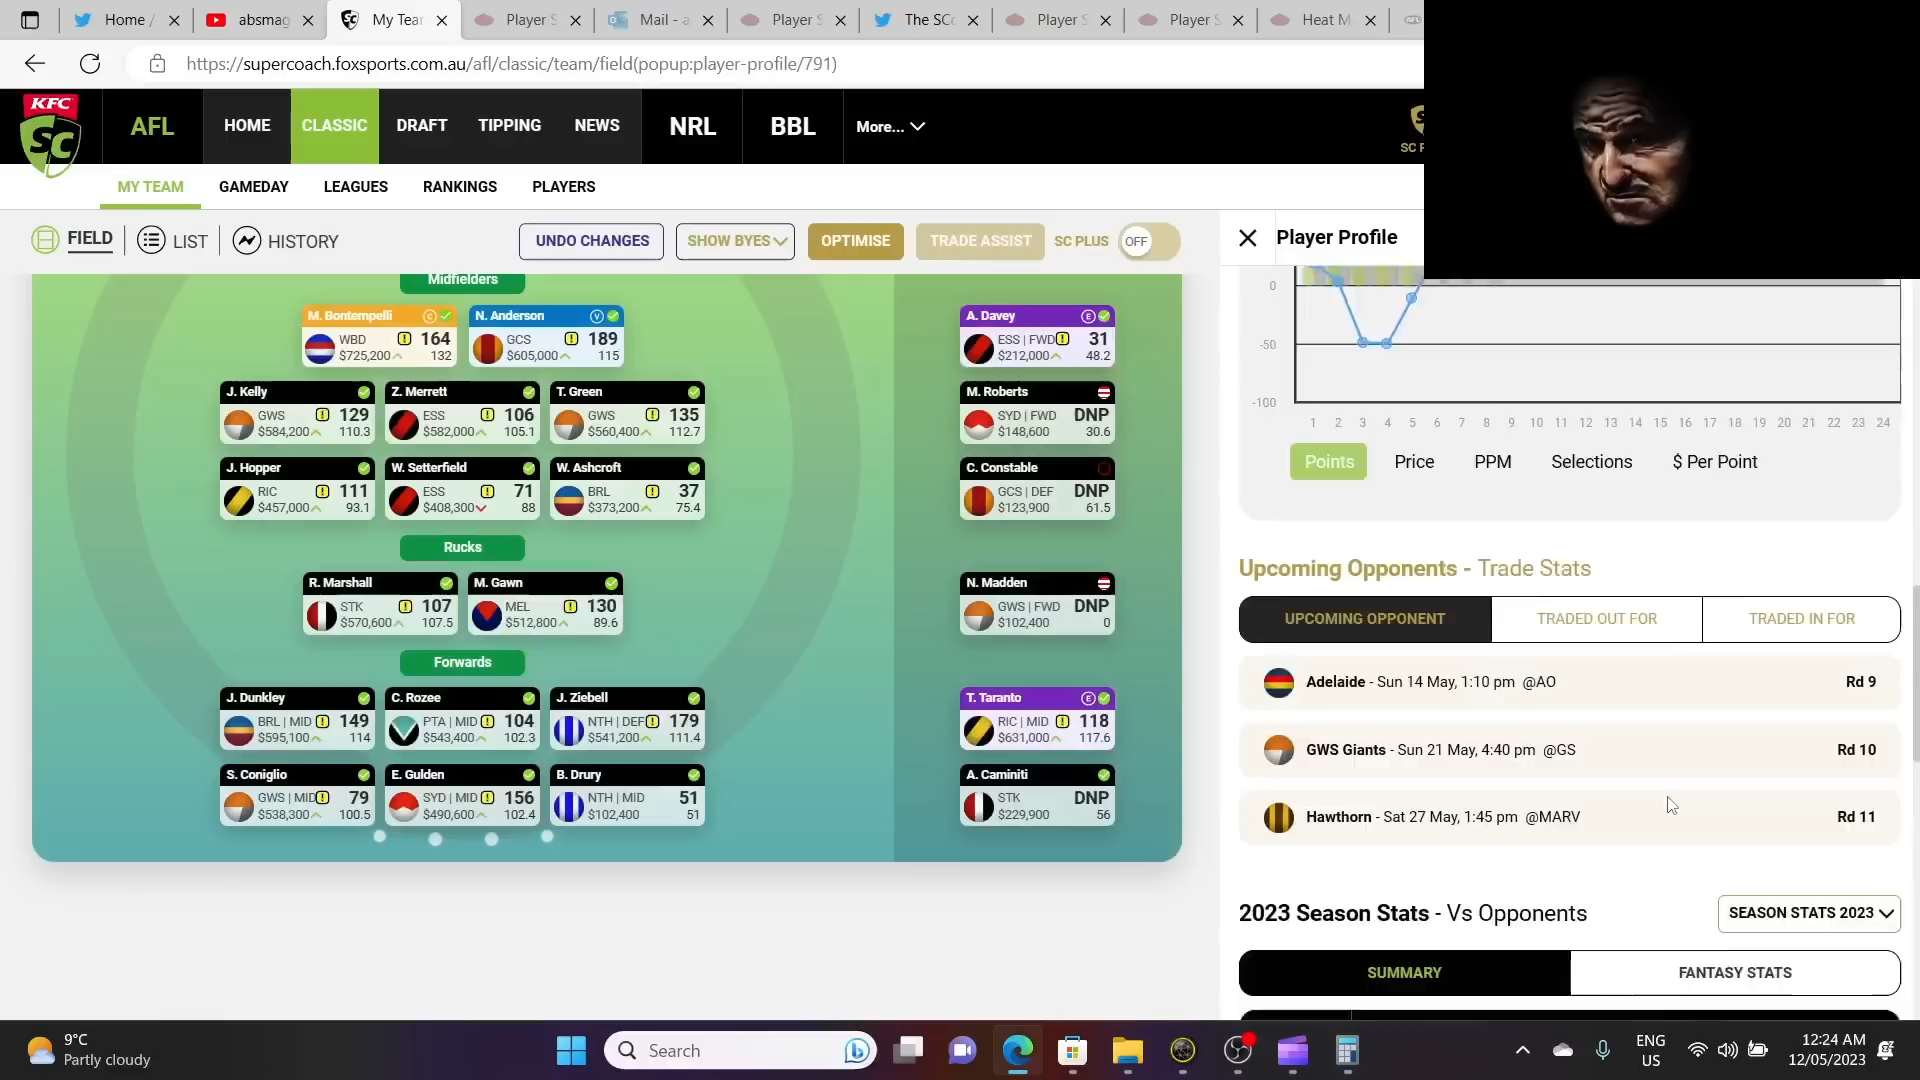 Home /
absmag
My Tear
Player S
Mail - a
Player S
The SCo
Player S
Player S
Heat M
https://supercoach.foxsports.com.au/afl/classic/team/field(popup:player-profile/791)
KFC
SC
AFL
HOME
CLASSIC
DRAFT
TIPPING
NEWS
NRL
BBL
More...
MY TEAM
GAMEDAY
LEAGUES
RANKINGS
PLAYERS
FIELD
LIST
HISTORY
UNDO CHANGES
SHOW BYES
OPTIMISE
TRADE ASSIST
SC PLUS
OFF
Midfielders
M. Bontempelli C
WBD ! 164
$725,200 132
N. Anderson V
GCS ! 189
$605,000 115
A. Davey E
ESS | FWD ! 31
$212,000 48.2
J. Kelly
GWS ! 129
$584,200 110.3
Z. Merrett
ESS ! 106
$582,000 105.1
T. Green
GWS ! 135
$560,400 112.7
M. Roberts
SYD | FWD DNP
$148,600 30.6
J. Hopper
RIC ! 111
$457,000 93.1
W. Setterfield
ESS ! 71
$408,300 88
W. Ashcroft
BRL ! 37
$373,200 75.4
C. Constable
GCS | DEF DNP
$123,900 61.5
Rucks
R. Marshall
STK ! 107
$570,600 107.5
M. Gawn
MEL ! 130
$512,800 89.6
N. Madden
GWS | FWD DNP
$102,400 0
Forwards
J. Dunkley
BRL | MID ! 149
$595,100 114
C. Rozee
PTA | MID ! 104
$543,400 102.3
J. Ziebell
NTH | DEF ! 179
$541,200 111.4
T. Taranto E
RIC | MID ! 118
$631,000 117.6
S. Coniglio
GWS | MID ! 79
$538,300 100.5
E. Gulden
SYD | MID ! 156
$490,600 102.4
B. Drury
NTH | MID 51
$102,400 51
A. Caminiti
STK DNP
$229,900 56
Player Profile
0
-50
-100
1 2 3 4 5 6 7 8 9 10 11 12 13 14 15 16 17 18 19 20 21 22 23 24
Points
Price
PPM
Selections
$ Per Point
Upcoming Opponents - Trade Stats
UPCOMING OPPONENT
TRADED OUT FOR
TRADED IN FOR
Adelaide - Sun 14 May, 1:10 pm @AO Rd 9
GWS Giants - Sun 21 May, 4:40 pm @GS Rd 10
Hawthorn - Sat 27 May, 1:45 pm @MARV Rd 11
2023 Season Stats - Vs Opponents
SEASON STATS 2023
SUMMARY
FANTASY STATS
9°C
Partly cloudy
Search
ENG
US
12:24 AM
12/05/2023